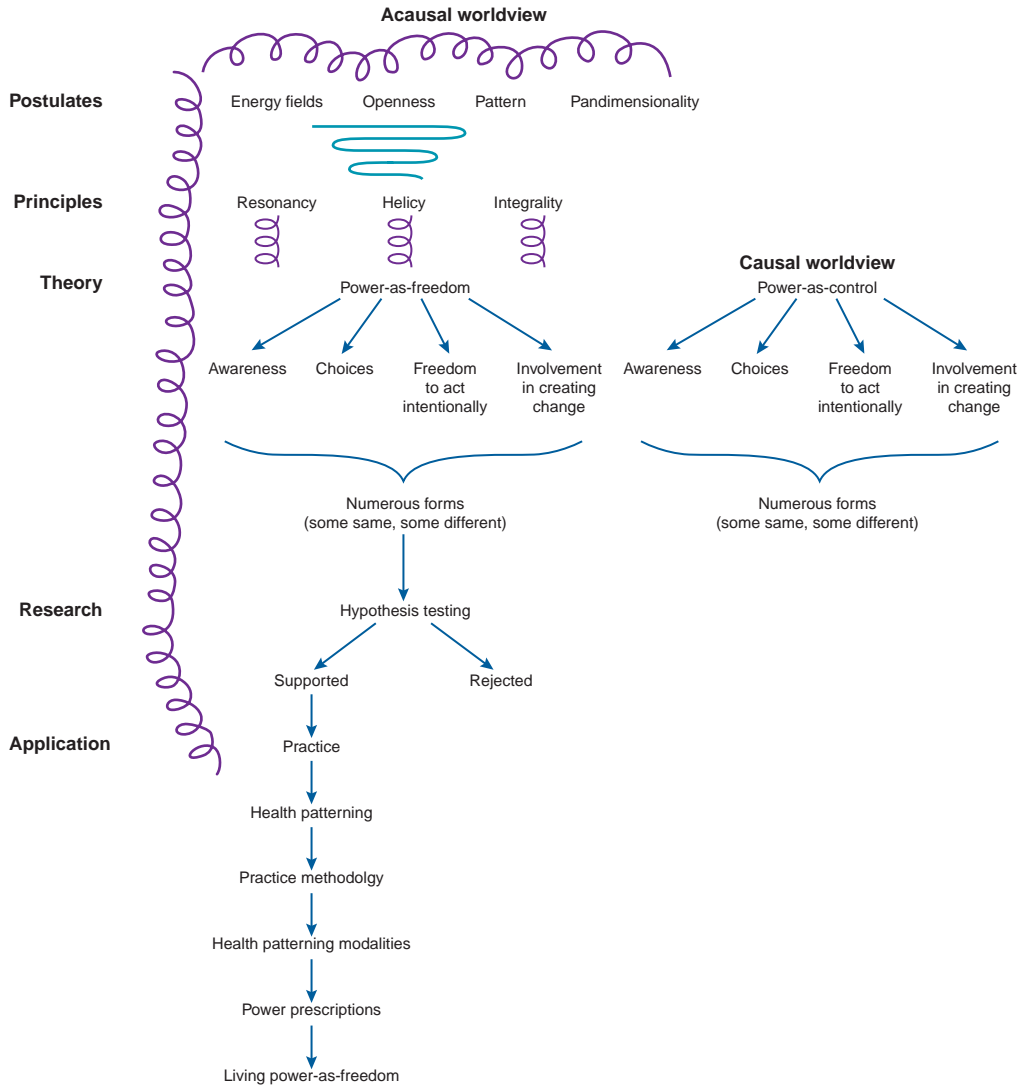 Acausal worldview
Postulates
Energy fields
Openness
Pattern
Pandimensionality
Principles
Resonancy
Helicy
Integrality
Theory
Power-as-freedom
Causal worldview
Power-as-control
Awareness
Choices
Freedom
to act
intentionally
Involvement
in creating
change
Awareness
Choices
Freedom
to act
intentionally
Involvement
in creating
change
Numerous forms
(some same, some different)
Numerous forms
(some same, some different)
Research
Hypothesis testing
Supported
Rejected
Application
Practice
Health patterning
Practice methodolgy
Health patterning modalities
Power prescriptions
Living power-as-freedom